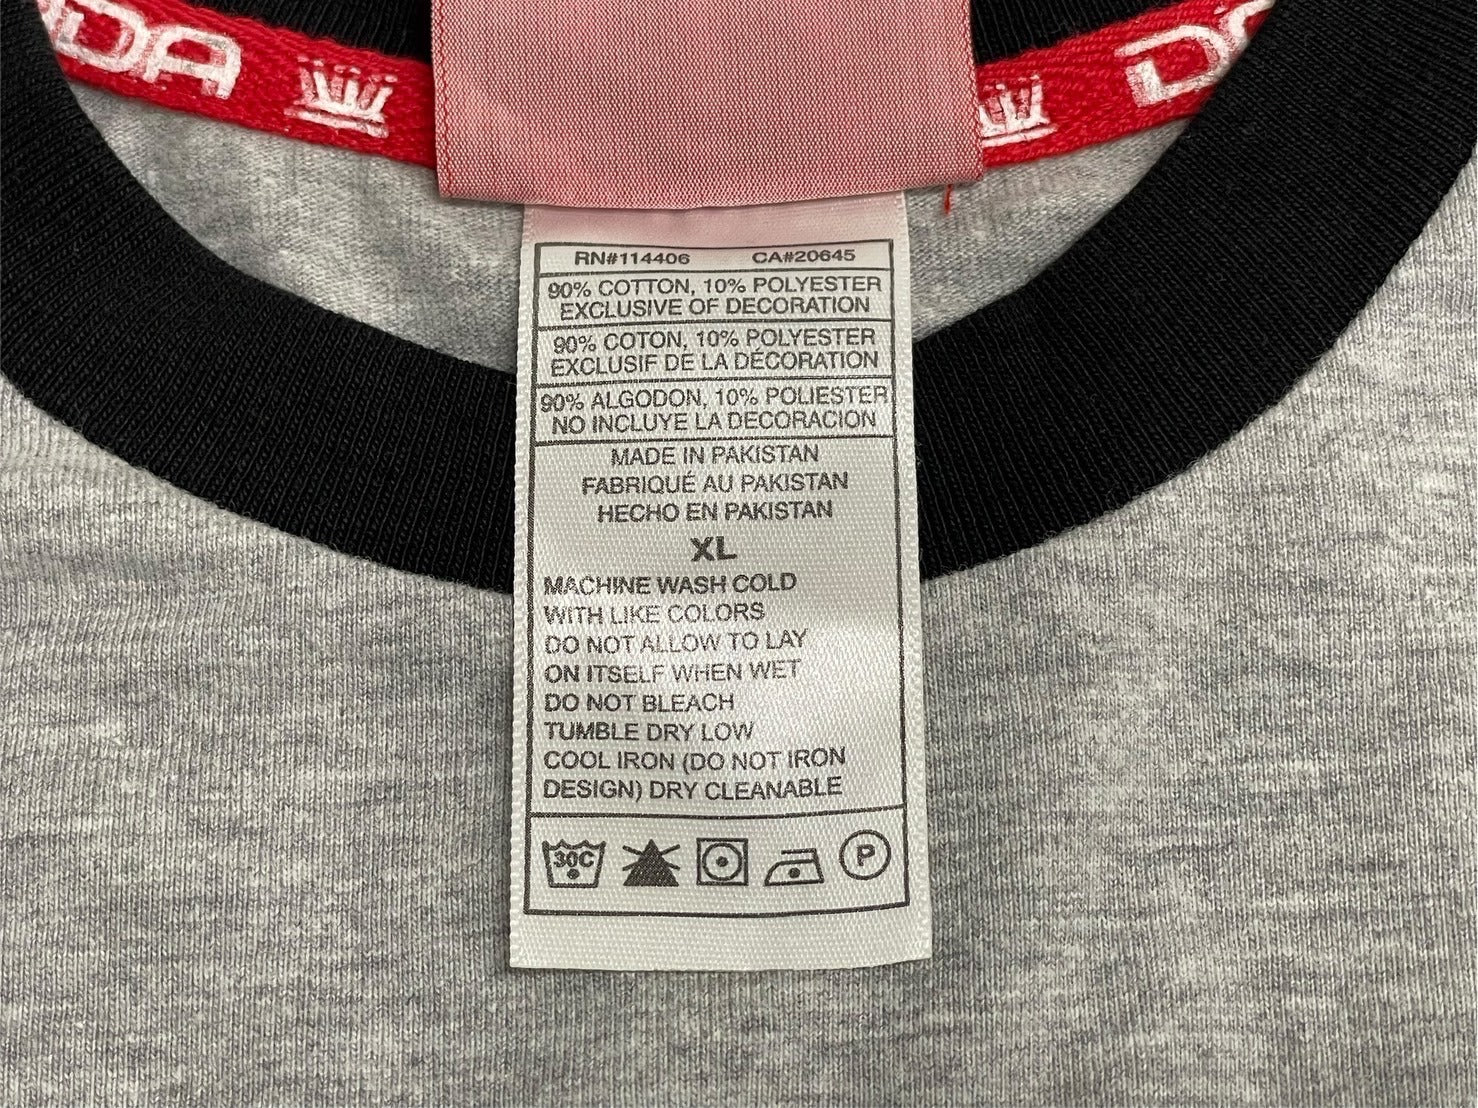 DA
RN#114406 CA#20645
90% COTTON, 10% POLYESTER
EXCLUSIVE OF DECORATION
90% COTON, 10% POLYESTER
EXCLUSIF DE LA DÉCORATION
90% ALGODON, 10% POLIESTER
NO INCLUYE LA DECORACION
MADE IN PAKISTAN
FABRIQUÉ AU PAKISTAN
HECHO EN PAKISTAN
XL
MACHINE WASH COLD
WITH LIKE COLORS
DO NOT ALLOW TO LAY
ON ITSELF WHEN WET
DO NOT BLEACH
TUMBLE DRY LOW
COOL IRON (DO NOT IRON
DESIGN) DRY CLEANABLE
30C P